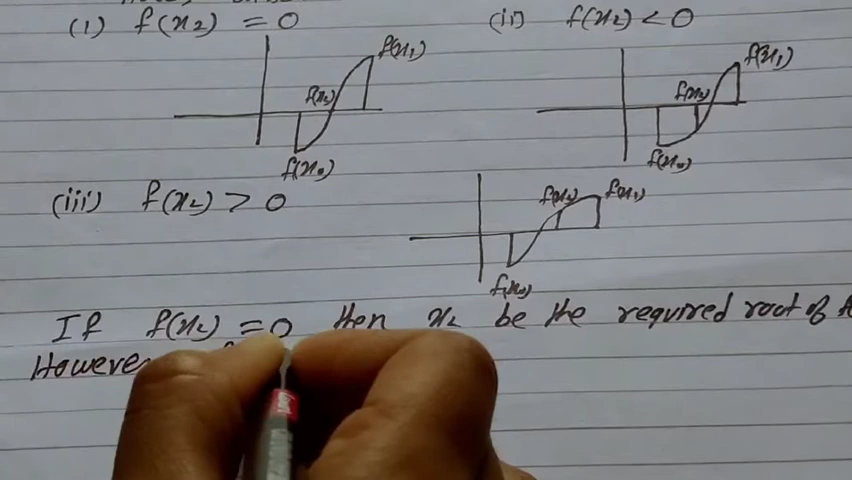 (i) f(x₂) = 0
(ii) f(x₂) < 0
f(x₁)
f(x₂)
f(x₀)
f(x₁)
f(x₂)
f(x₀)
(iii) f(x₂) > 0
f(x₂)
f(x₁)
f(x₀)
If f(x₂) = 0 then x₂ be the required root of
However